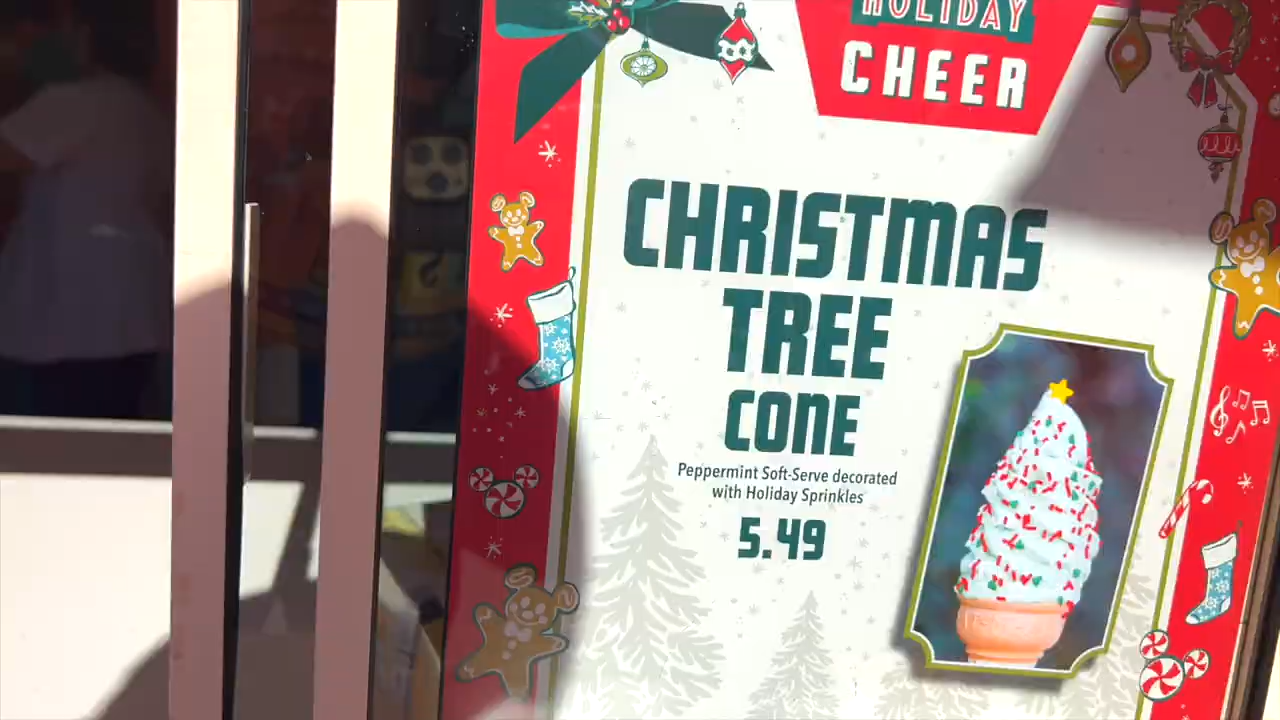 HOLIDAY
CHEER
CHRISTMAS
TREE
CONE
Peppermint Soft-Serve decorated
with Holiday Sprinkles
5.49